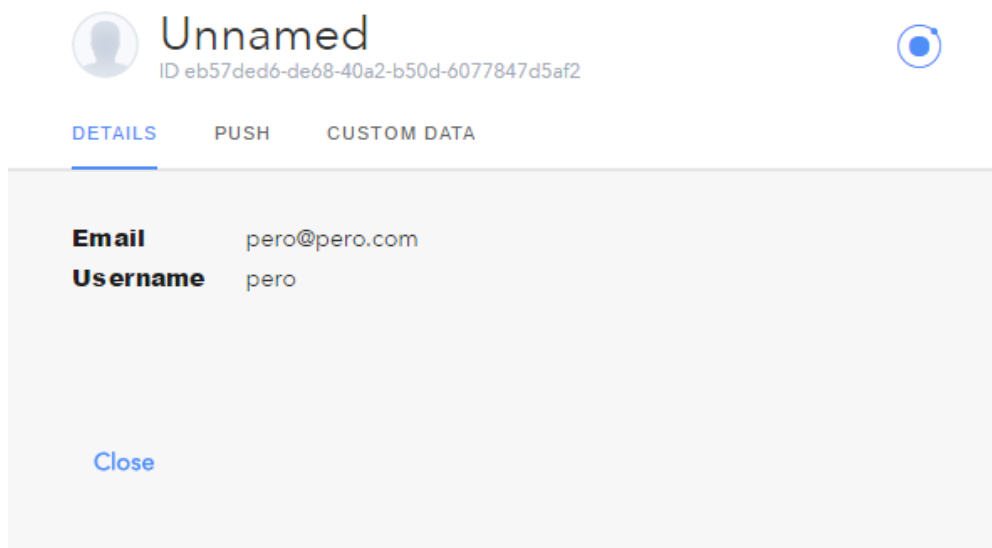 Unnamed
ID eb57ded6-de68-40a2-b50d-6077847d5af2
DETAILS PUSH CUSTOM DATA
Email pero@pero.com
Username pero
Close